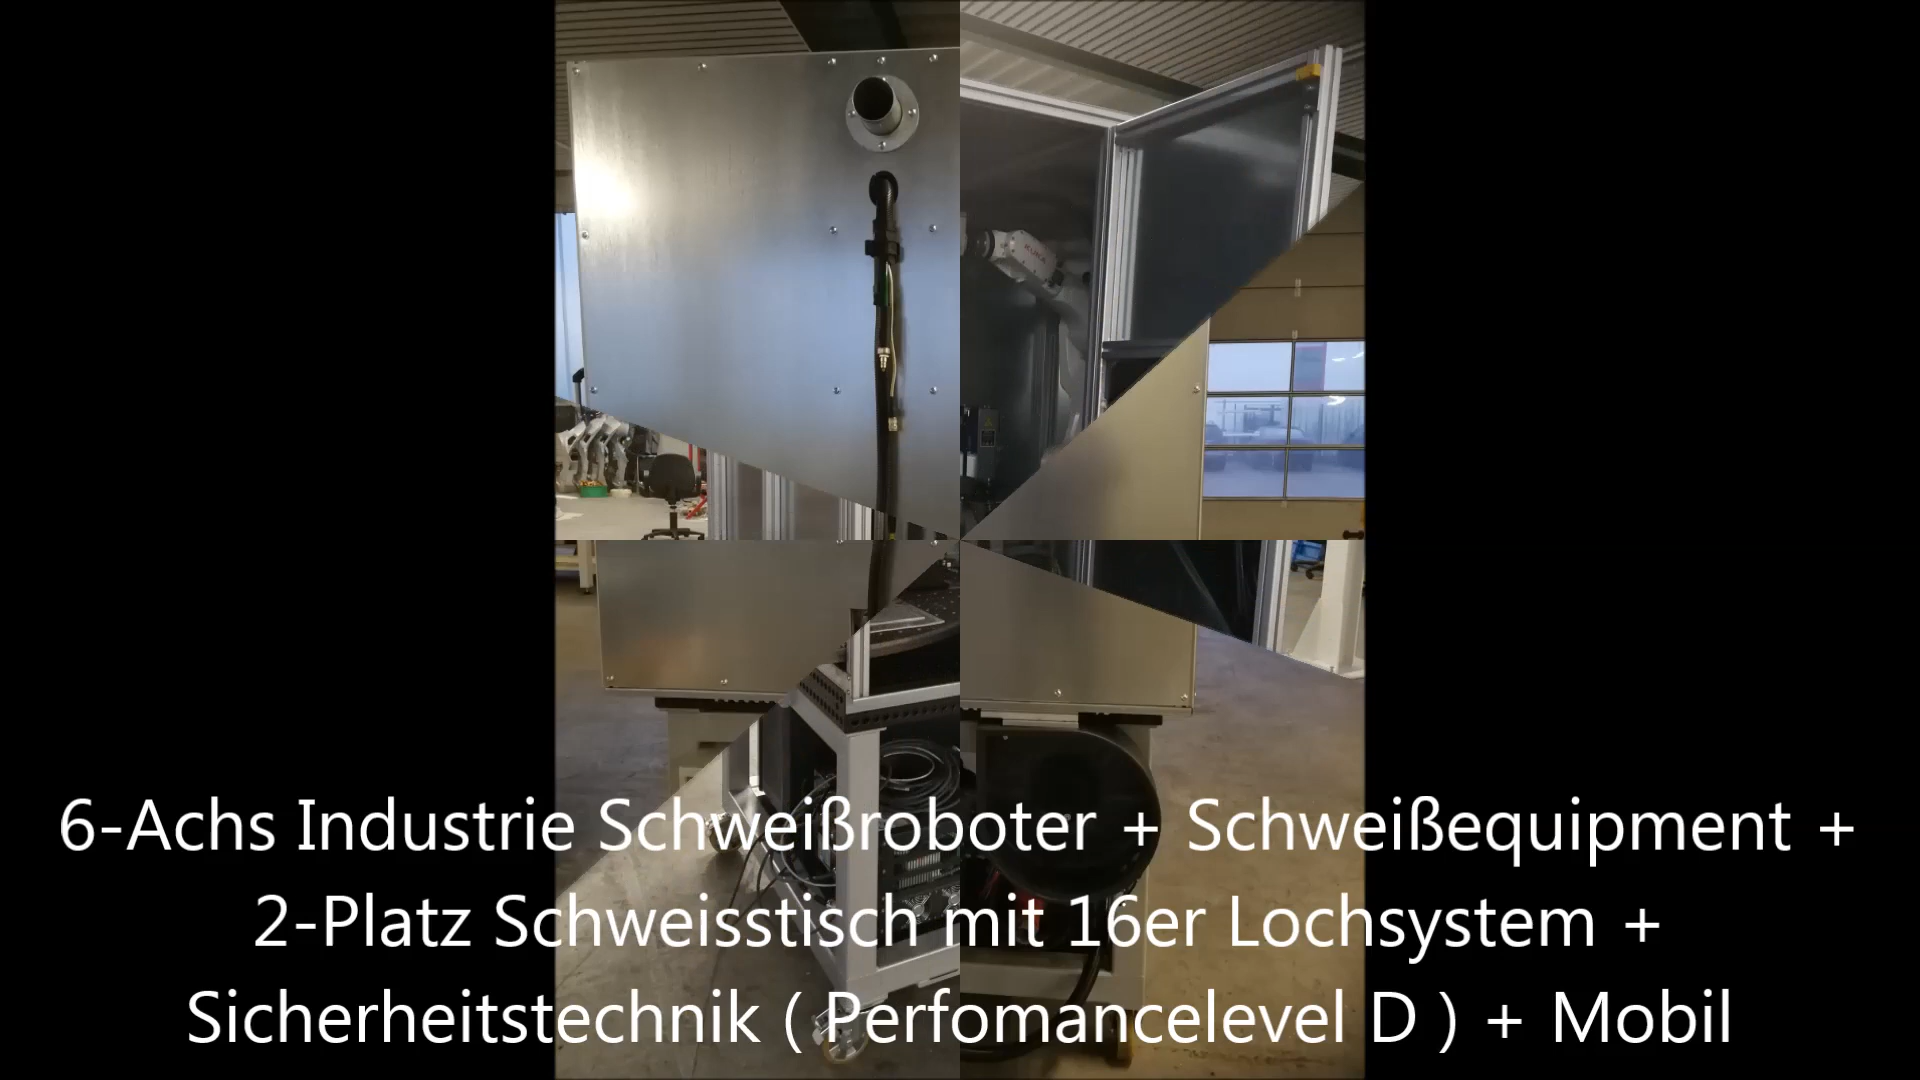 6-Achs Industrie Schweißroboter + Schweißequipment +
2-Platz Schweisstisch mit 16er Lochsystem +
Sicherheitstechnik ( Perfomancelevel D ) + Mobil